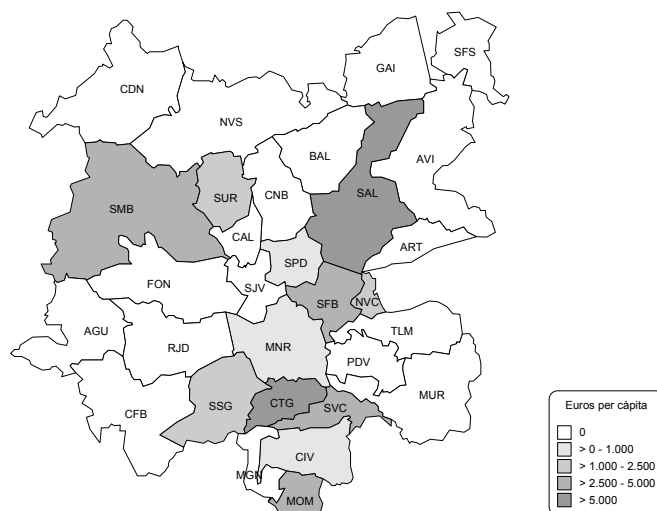 SFS
GAI
CDN
NVS
BAL
AVI
SUR
CNB
SAL
SMB
CAL
ART
SPD
FON
SJV
SFB
NVC
AGU
RJD
MNR
TLM
PDV
MUR
CFB
SSG
CTG
SVC
CIV
MGN
MOM
Euros per càpita
0
> 0 - 1.000
> 1.000 - 2.500
> 2.500 - 5.000
> 5.000